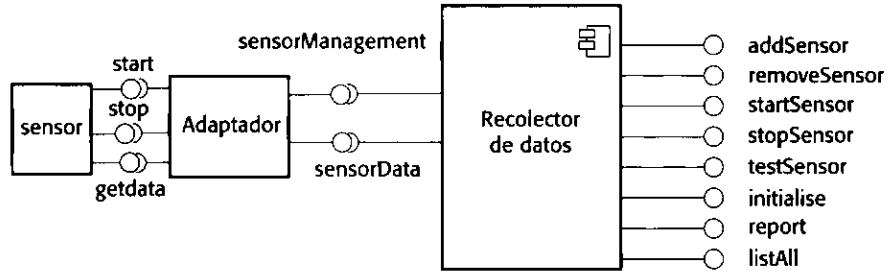 sensorManagement
addSensor
start
removeSensor
startSensor
stop
sensor
Adaptador
Recolector
de datos
stopSensor
sensorData
testSensor
getdata
initialise
report
listAll